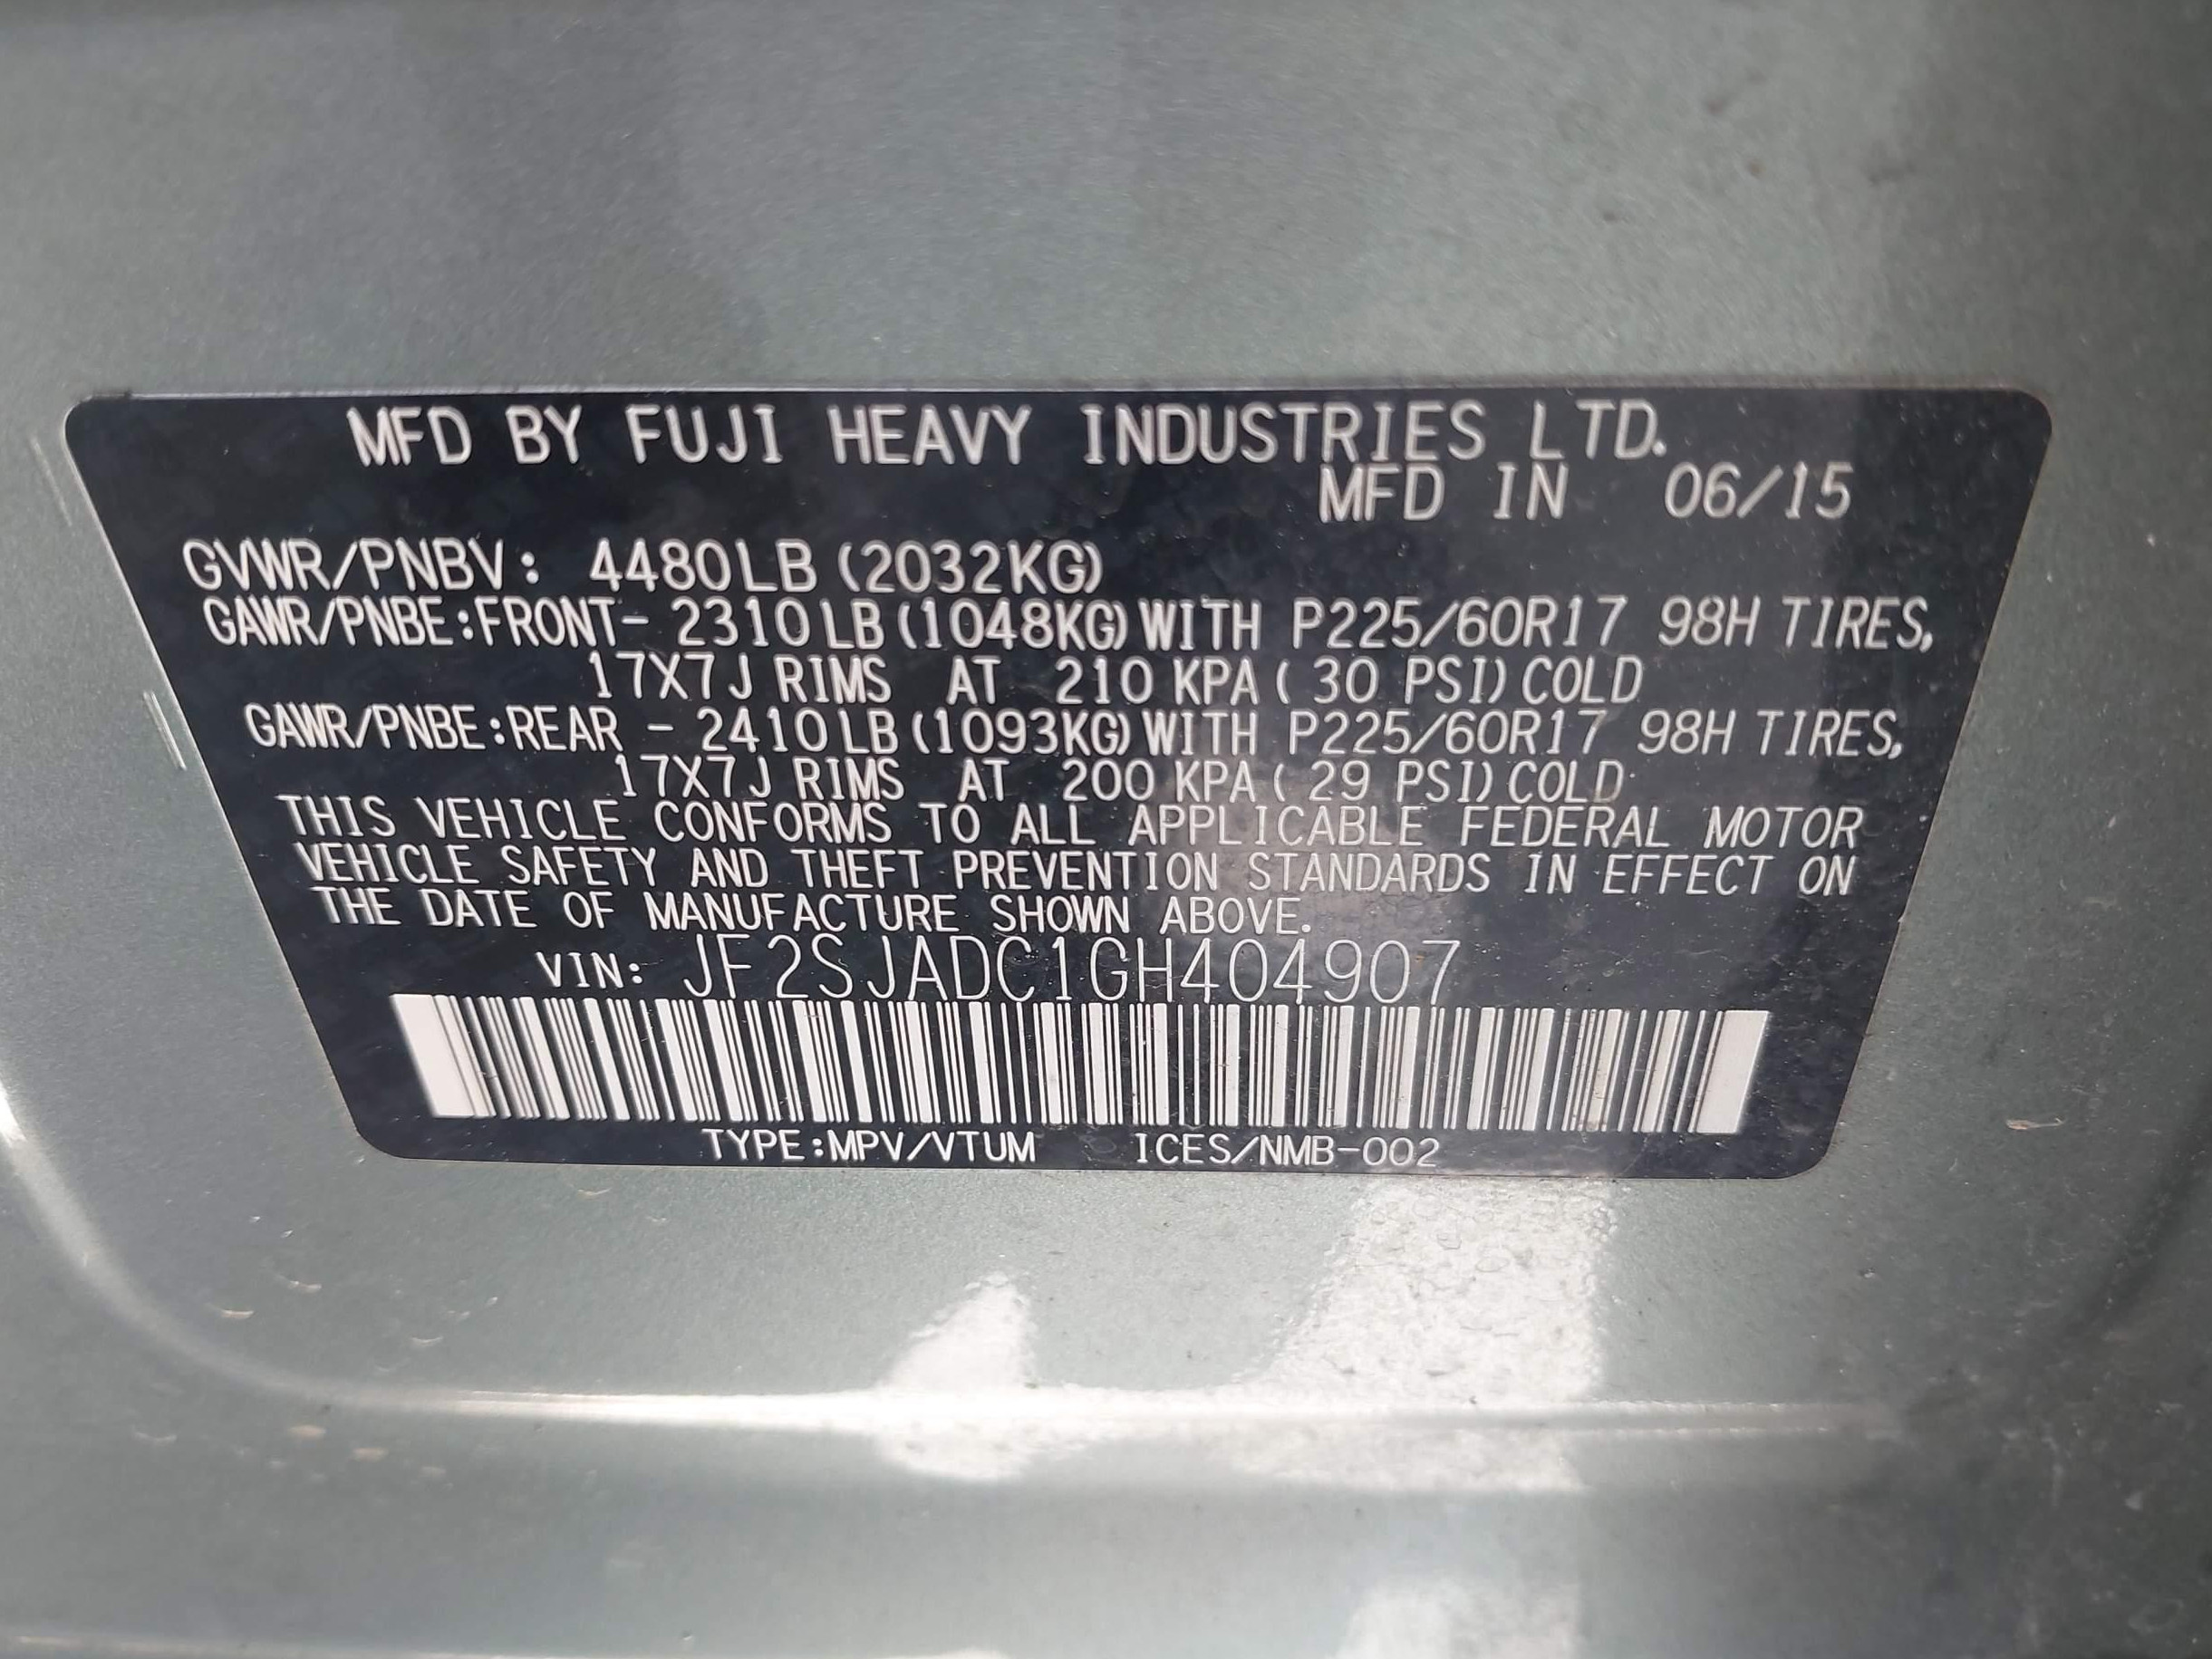 MFD BY FUJI HEAVY INDUSTRIES LTD.
MFD IN 06/15
GVWR/PNBV: 4480LB (2032KG)
GAWR/PNBE:FRONT- 2310LB(1048KG)WITH P225/60R17 98H TIRES,
17X7J RIMS AT 210 KPA( 30 PSI)COLD
GAWR/PNBE:REAR - 2410LB(1093KG)WITH P225/60R17 98H TIRES,
17X7J RIMS AT 200 KPA( 29 PSI)COLD
THIS VEHICLE CONFORMS TO ALL APPLICABLE FEDERAL MOTOR
VEHICLE SAFETY AND THEFT PREVENTION STANDARDS IN EFFECT ON
THE DATE OF MANUFACTURE SHOWN ABOVE.
VIN: JF2SJADC1GH404907
TYPE:MPV/VTUM ICES/NMB-002